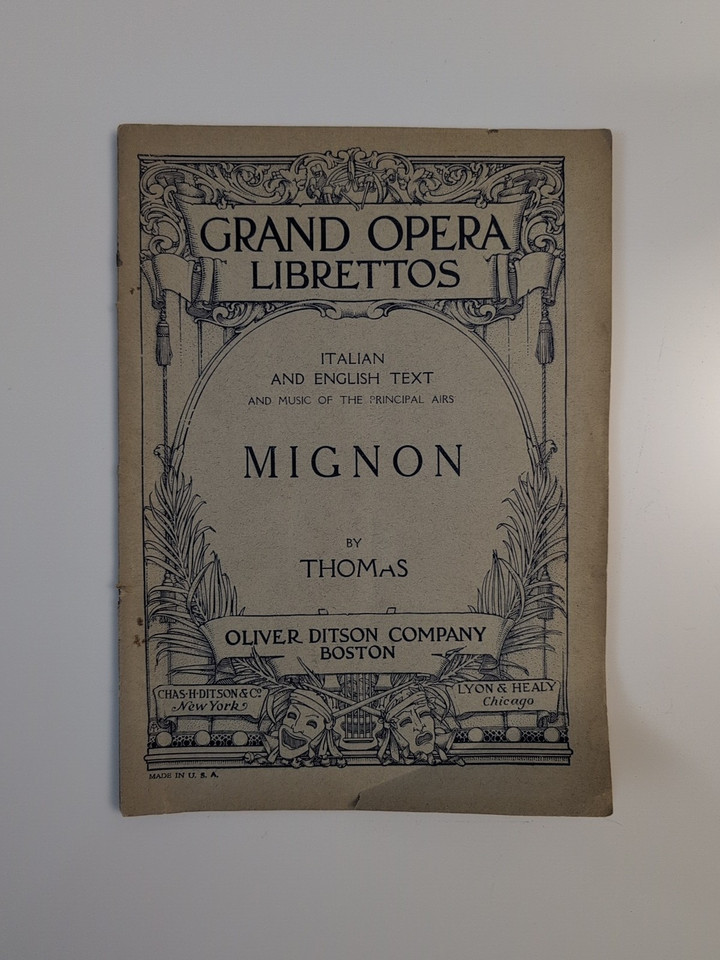 GRAND OPERA
LIBRETTOS
ITALIAN
AND ENGLISH TEXT
AND MUSIC OF THE PRINCIPAL AIRS
MIGNON
BY
THOMAS
OLIVER DITSON COMPANY
BOSTON
CHAS·H·DITSON & Co
New York
LYON & HEALY
Chicago
MADE IN U. S. A.